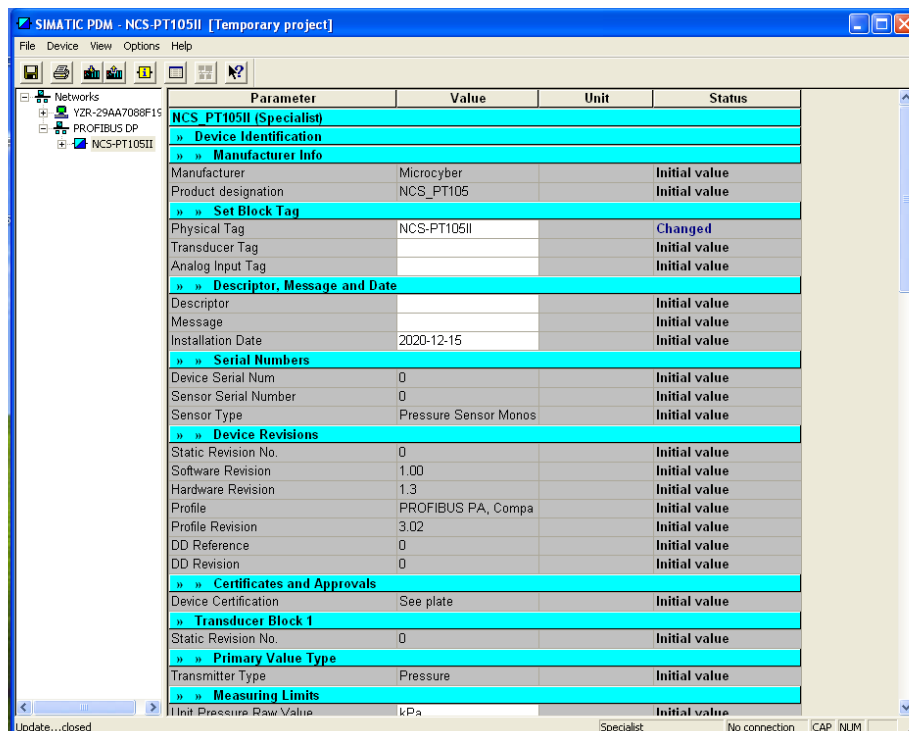 SIMATIC PDM - NCS-PT105II [Temporary project]
File Device View Options Help
Networks
YZR-29AA7088F19
PROFIBUS DP
NCS-PT105II
Parameter Value Unit Status
NCS_PT105II (Specialist)
» Device Identification
» » Manufacturer Info
Manufacturer Microcyber Initial value
Product designation NCS_PT105 Initial value
» » Set Block Tag
Physical Tag NCS-PT105II Changed
Transducer Tag Initial value
Analog Input Tag Initial value
» » Descriptor, Message and Date
Descriptor Initial value
Message Initial value
Installation Date 2020-12-15 Initial value
» » Serial Numbers
Device Serial Num 0 Initial value
Sensor Serial Number 0 Initial value
Sensor Type Pressure Sensor Monos Initial value
» » Device Revisions
Static Revision No. 0 Initial value
Software Revision 1.00 Initial value
Hardware Revision 1.3 Initial value
Profile PROFIBUS PA, Compa Initial value
Profile Revision 3.02 Initial value
DD Reference 0 Initial value
DD Revision 0 Initial value
» » Certificates and Approvals
Device Certification See plate Initial value
» Transducer Block 1
Static Revision No. 0 Initial value
» » Primary Value Type
Transmitter Type Pressure Initial value
» » Measuring Limits
Unit Pressure Raw Value kPa Initial value
Update...closed Specialist No connection CAP NUM